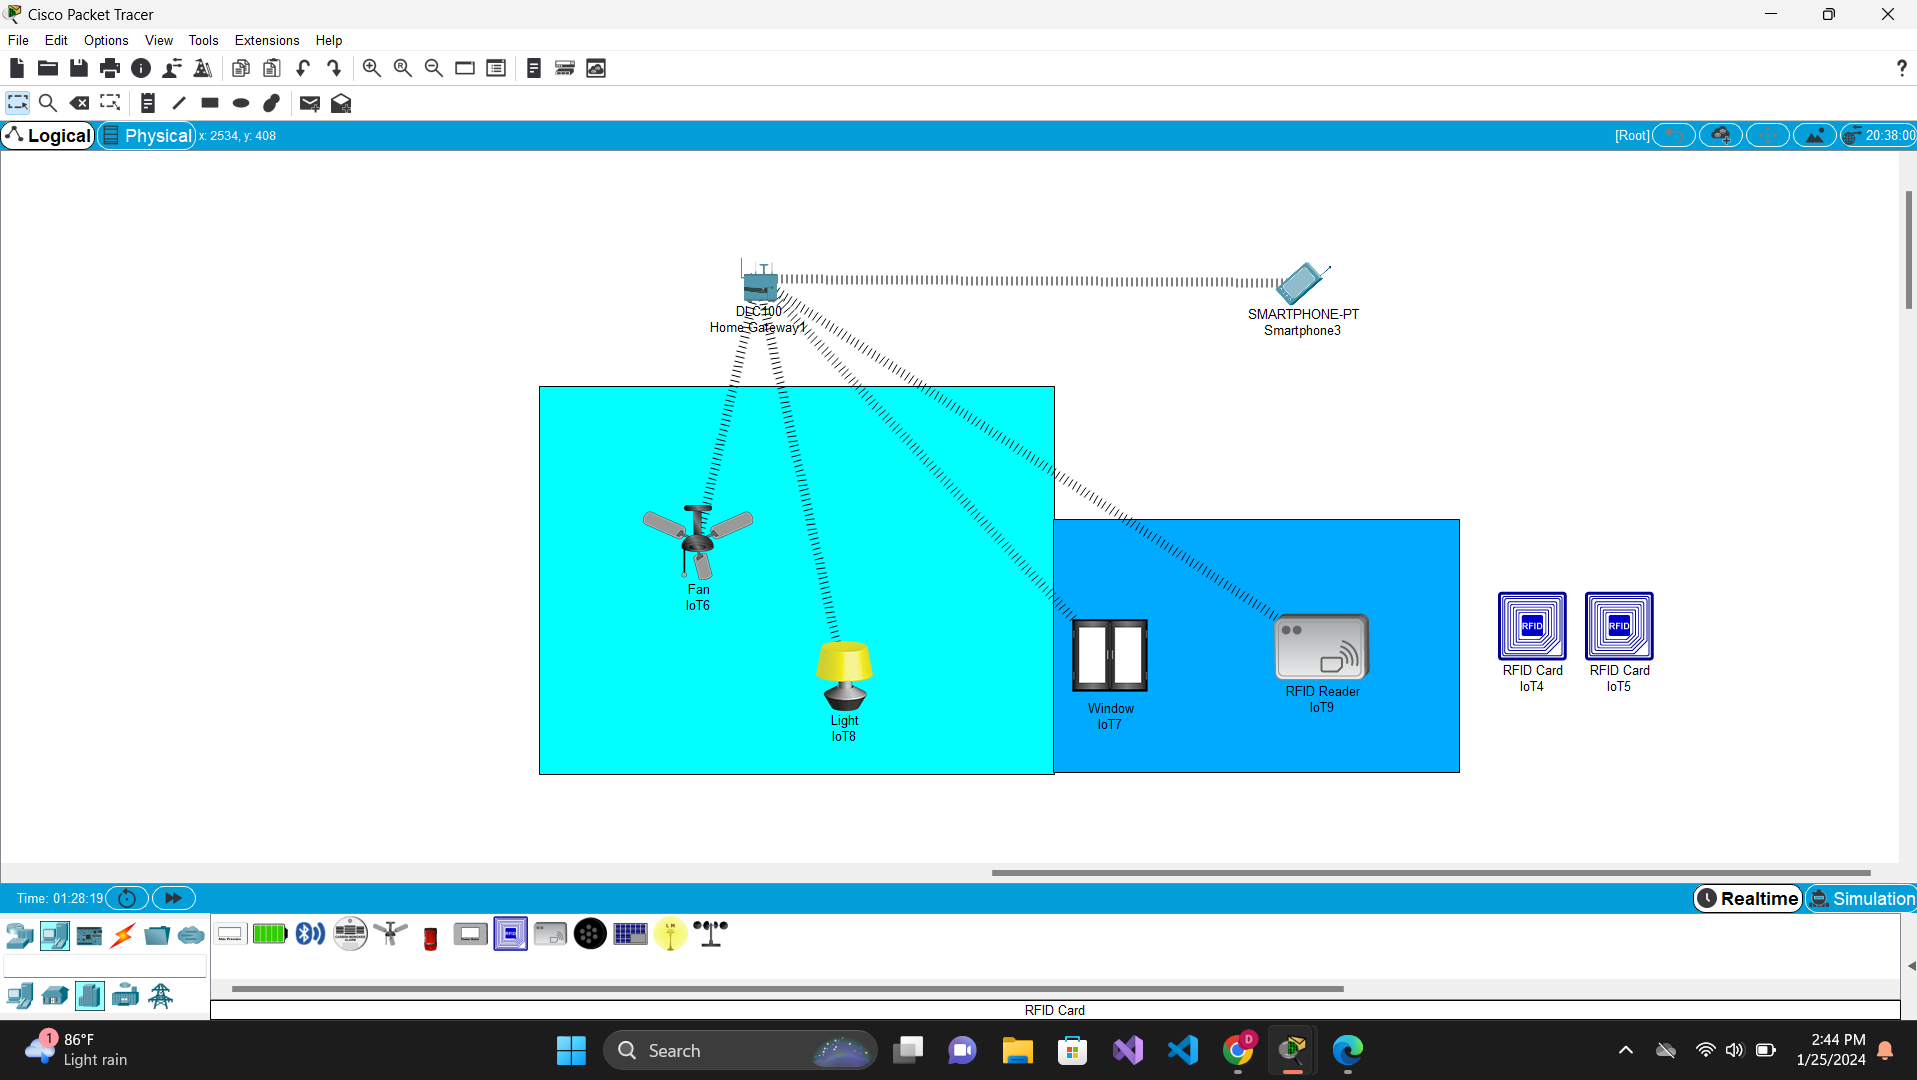 Cisco Packet Tracer
File Edit Options View Tools Extensions Help
?
Logical Physical x: 2534, y: 408 [Root] 20:38:00
DLC100
Home Gateway1
SMARTPHONE-PT
Smartphone3
Fan
IoT6
Light
IoT8
Window
IoT7
RFID Reader
IoT9
RFID
RFID Card
IoT4
RFID
RFID Card
IoT5
Time: 01:28:19 Realtime Simulation
RFID Card
1 86°F
Light rain
Search
D
2:44 PM
1/25/2024